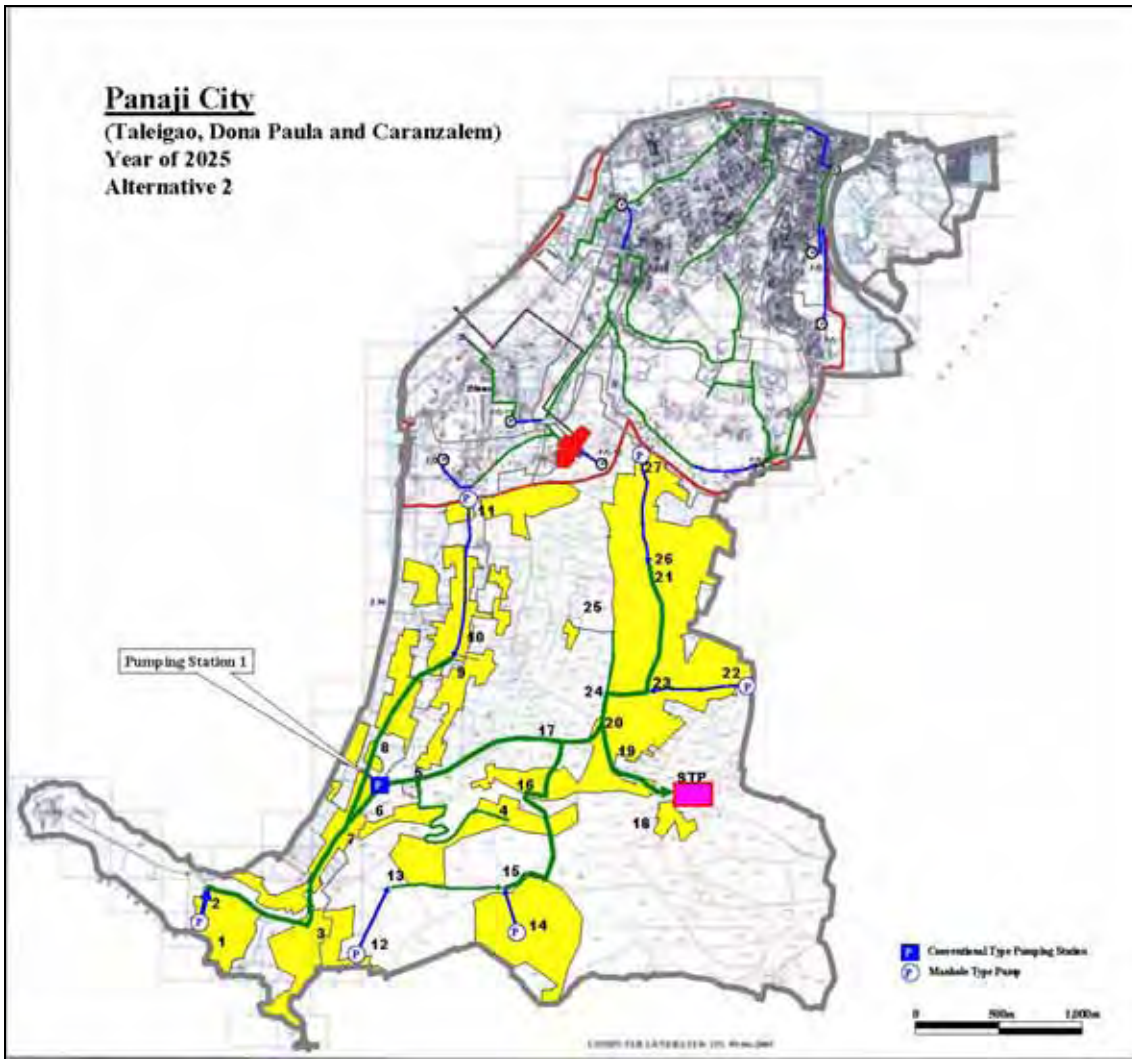 Panaji City
(Taleigao, Dona Paula and Caranzalem)
Year of 2025
Alternative 2
P
27
P
11
26
21
25
10
9
Pumping Station 1
22
P
23
24
20
17
19
8
P
STP
16
6
4
18
7
13
15
2
P
1
3
14
P
12
P
P Conventional Type Pumping Station
P Manhole Type Pump
0 500m 1,000m